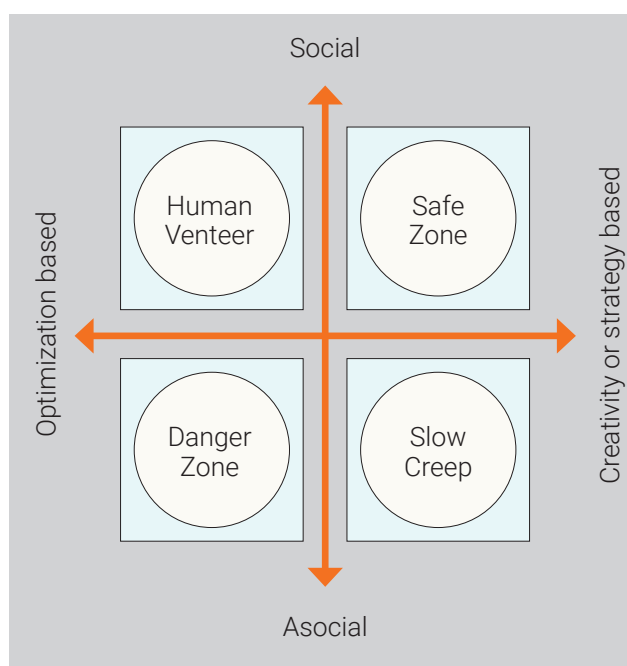 Social
Optimization based
Human
Venteer
Safe
Zone
Creativity or strategy based
Danger
Zone
Slow
Creep
Asocial